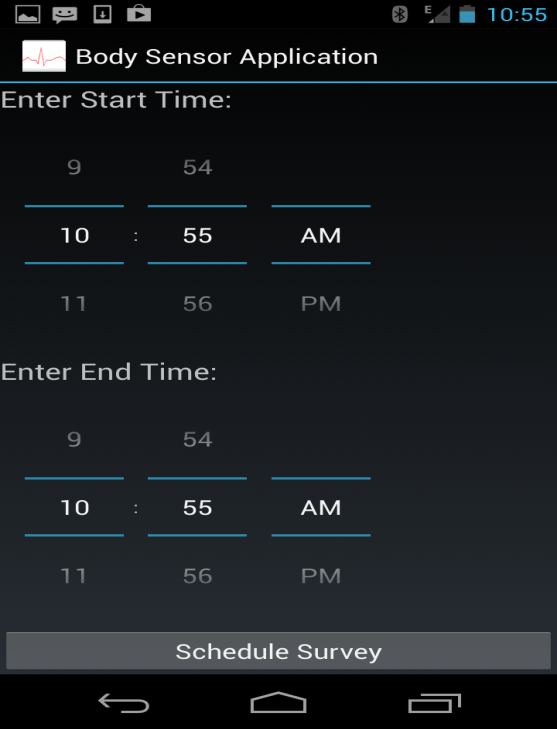 E 10:55
Body Sensor Application
Enter Start Time:
9 54
10 : 55 AM
11 56 PM
Enter End Time:
9 54
10 : 55 AM
11 56 PM
Schedule Survey